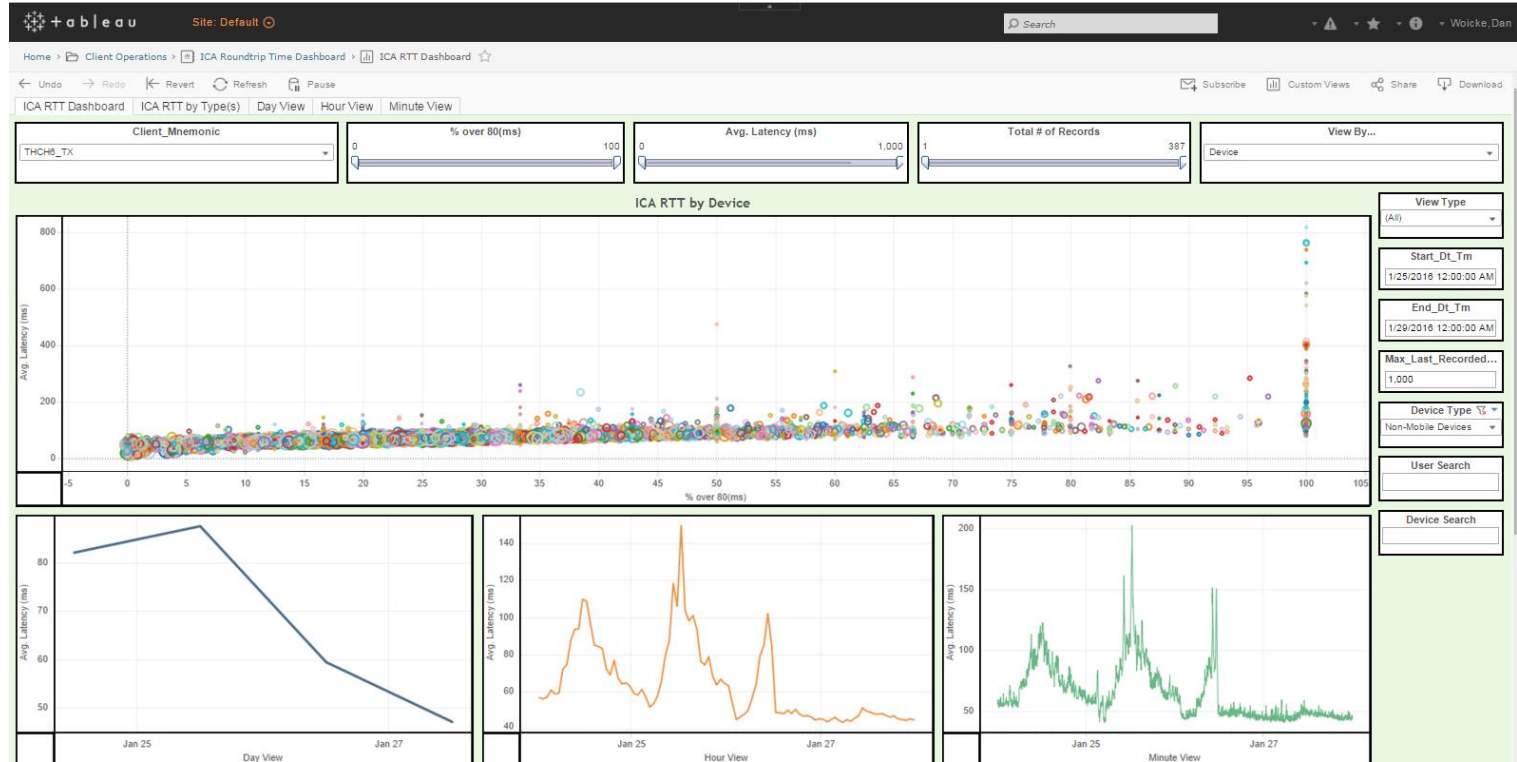 + a b l e a u
Site: Default
Search
Woicke,Dan
Home > Client Operations > ICA Roundtrip Time Dashboard > ICA RTT Dashboard
Undo Redo Revert Refresh Pause
Subscribe Custom Views Share Download
ICA RTT Dashboard ICA RTT by Type(s) Day View Hour View Minute View
Client_Mnemonic
THCH6_TX
% over 80(ms)
0 100
Avg. Latency (ms)
0 1,000
Total # of Records
1 387
View By...
Device
ICA RTT by Device
Avg. Latency (ms)
800
600
400
200
0
-5 0 5 10 15 20 25 30 35 40 45 50 55 60 65 70 75 80 85 90 95 100 105
% over 80(ms)
View Type
(All)
Start_Dt_Tm
1/25/2016 12:00:00 AM
End_Dt_Tm
1/29/2016 12:00:00 AM
Max_Last_Recorded...
1,000
Device Type
Non-Mobile Devices
User Search
Device Search
Avg. Latency (ms)
80
70
60
50
Jan 25 Jan 27
Day View
Avg. Latency (ms)
140
120
100
80
60
40
Jan 25 Jan 27
Hour View
Avg. Latency (ms)
200
150
100
50
Jan 25 Jan 27
Minute View